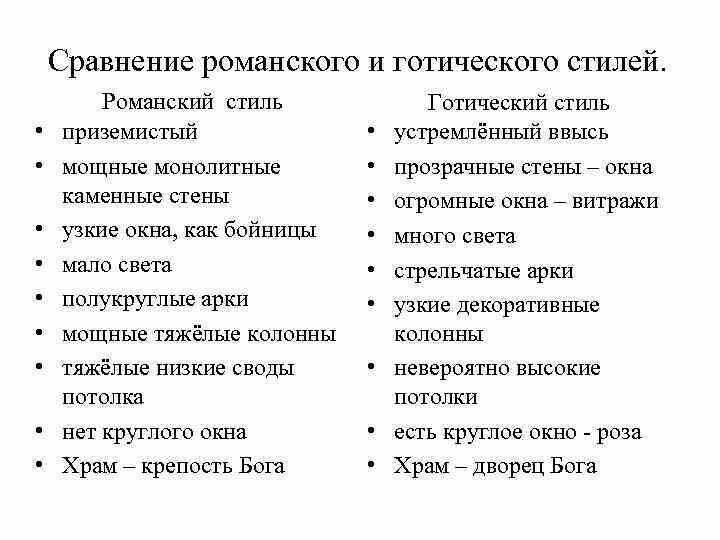 Сравнение романского и готического стилей.
Романский стиль
• приземистый
• мощные монолитные
каменные стены
• узкие окна, как бойницы
• мало света
• полукруглые арки
• мощные тяжёлые колонны
• тяжёлые низкие своды
потолка
• нет круглого окна
• Храм – крепость Бога
Готический стиль
• устремлённый ввысь
• прозрачные стены – окна
• огромные окна – витражи
• много света
• стрельчатые арки
• узкие декоративные
колонны
• невероятно высокие
потолки
• есть круглое окно - роза
• Храм – дворец Бога